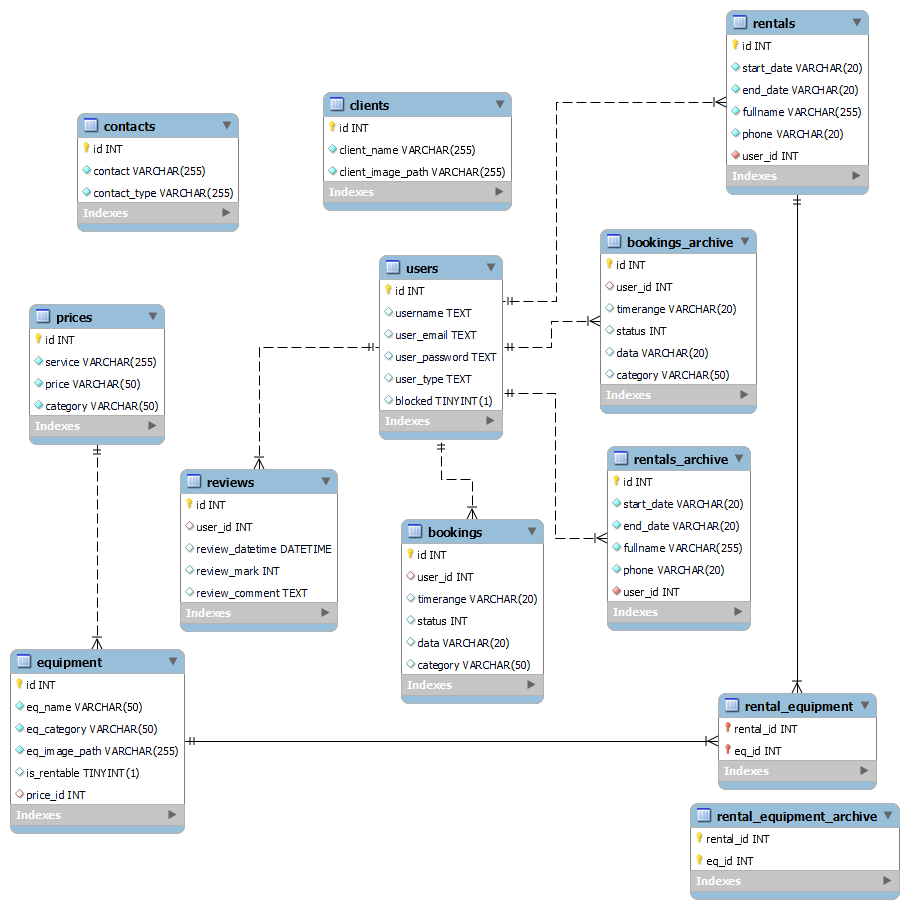 rentals
id INT
start_date VARCHAR(20)
end_date VARCHAR(20)
fullname VARCHAR(255)
phone VARCHAR(20)
user_id INT
Indexes
clients
id INT
client_name VARCHAR(255)
client_image_path VARCHAR(255)
Indexes
contacts
id INT
contact VARCHAR(255)
contact_type VARCHAR(255)
Indexes
bookings_archive
id INT
user_id INT
timerange VARCHAR(20)
status INT
data VARCHAR(20)
category VARCHAR(50)
Indexes
users
id INT
username TEXT
user_email TEXT
user_password TEXT
user_type TEXT
blocked TINYINT(1)
Indexes
prices
id INT
service VARCHAR(255)
price VARCHAR(50)
category VARCHAR(50)
Indexes
rentals_archive
id INT
start_date VARCHAR(20)
end_date VARCHAR(20)
fullname VARCHAR(255)
phone VARCHAR(20)
user_id INT
Indexes
reviews
id INT
user_id INT
review_datetime DATETIME
review_mark INT
review_comment TEXT
Indexes
bookings
id INT
user_id INT
timerange VARCHAR(20)
status INT
data VARCHAR(20)
category VARCHAR(50)
Indexes
equipment
id INT
eq_name VARCHAR(50)
eq_category VARCHAR(50)
eq_image_path VARCHAR(255)
is_rentable TINYINT(1)
price_id INT
Indexes
rental_equipment
rental_id INT
eq_id INT
Indexes
rental_equipment_archive
rental_id INT
eq_id INT
Indexes